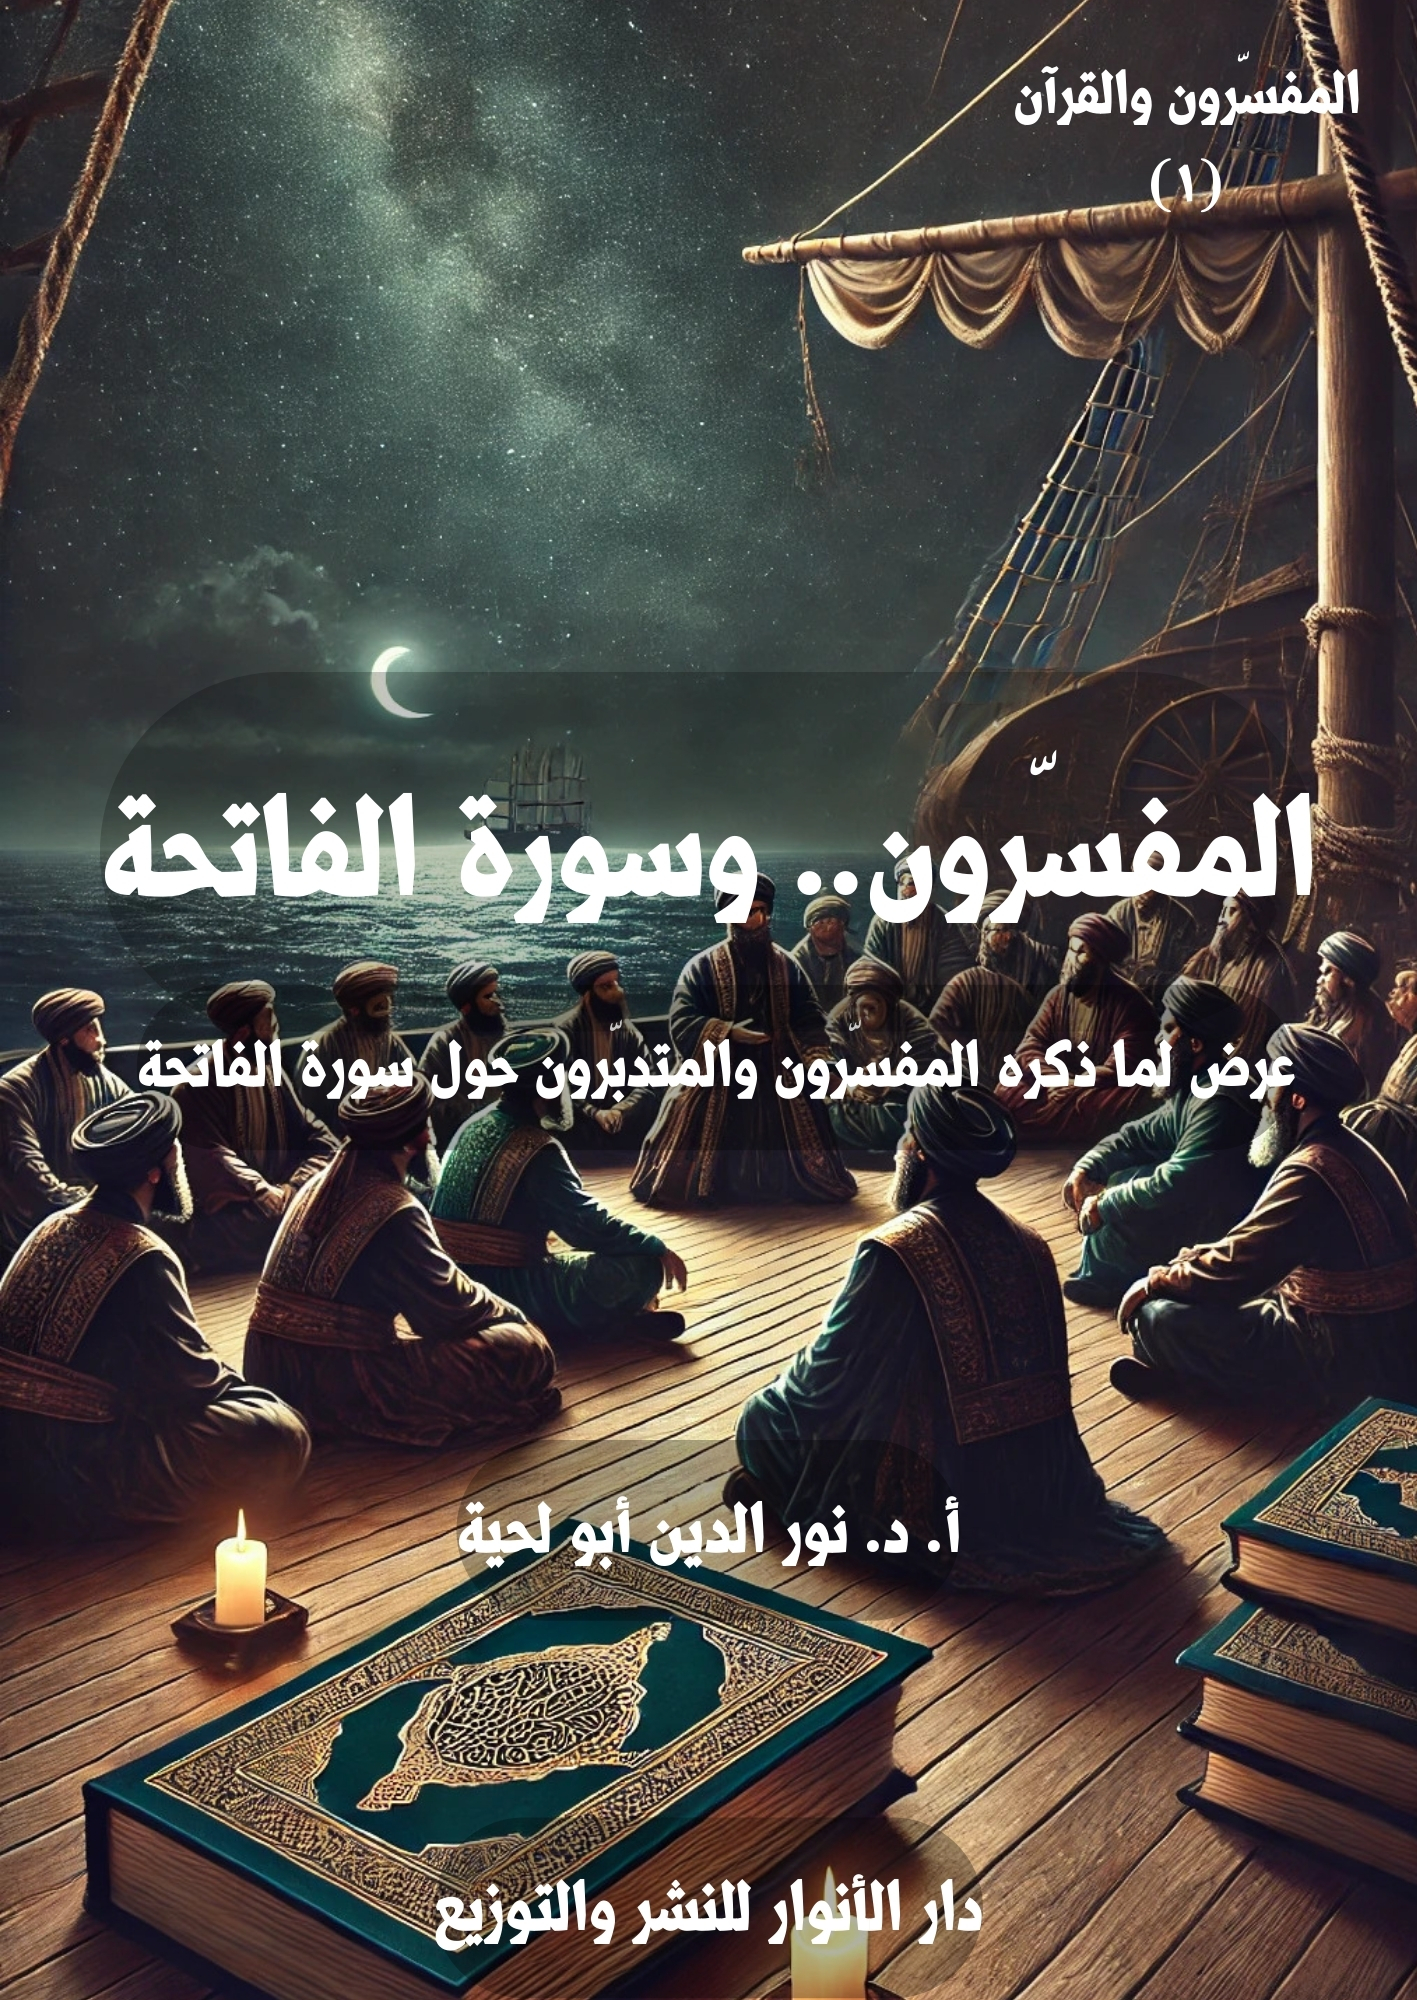 المفسّرون والقرآن
(١)
المفسّرون.. وسورة الفاتحة
عرض لما ذكره المفسّرون والمتدبّرون حول سورة الفاتحة
أ. د. نور الدين أبو لحية
دار الأنوار للنشر والتوزيع